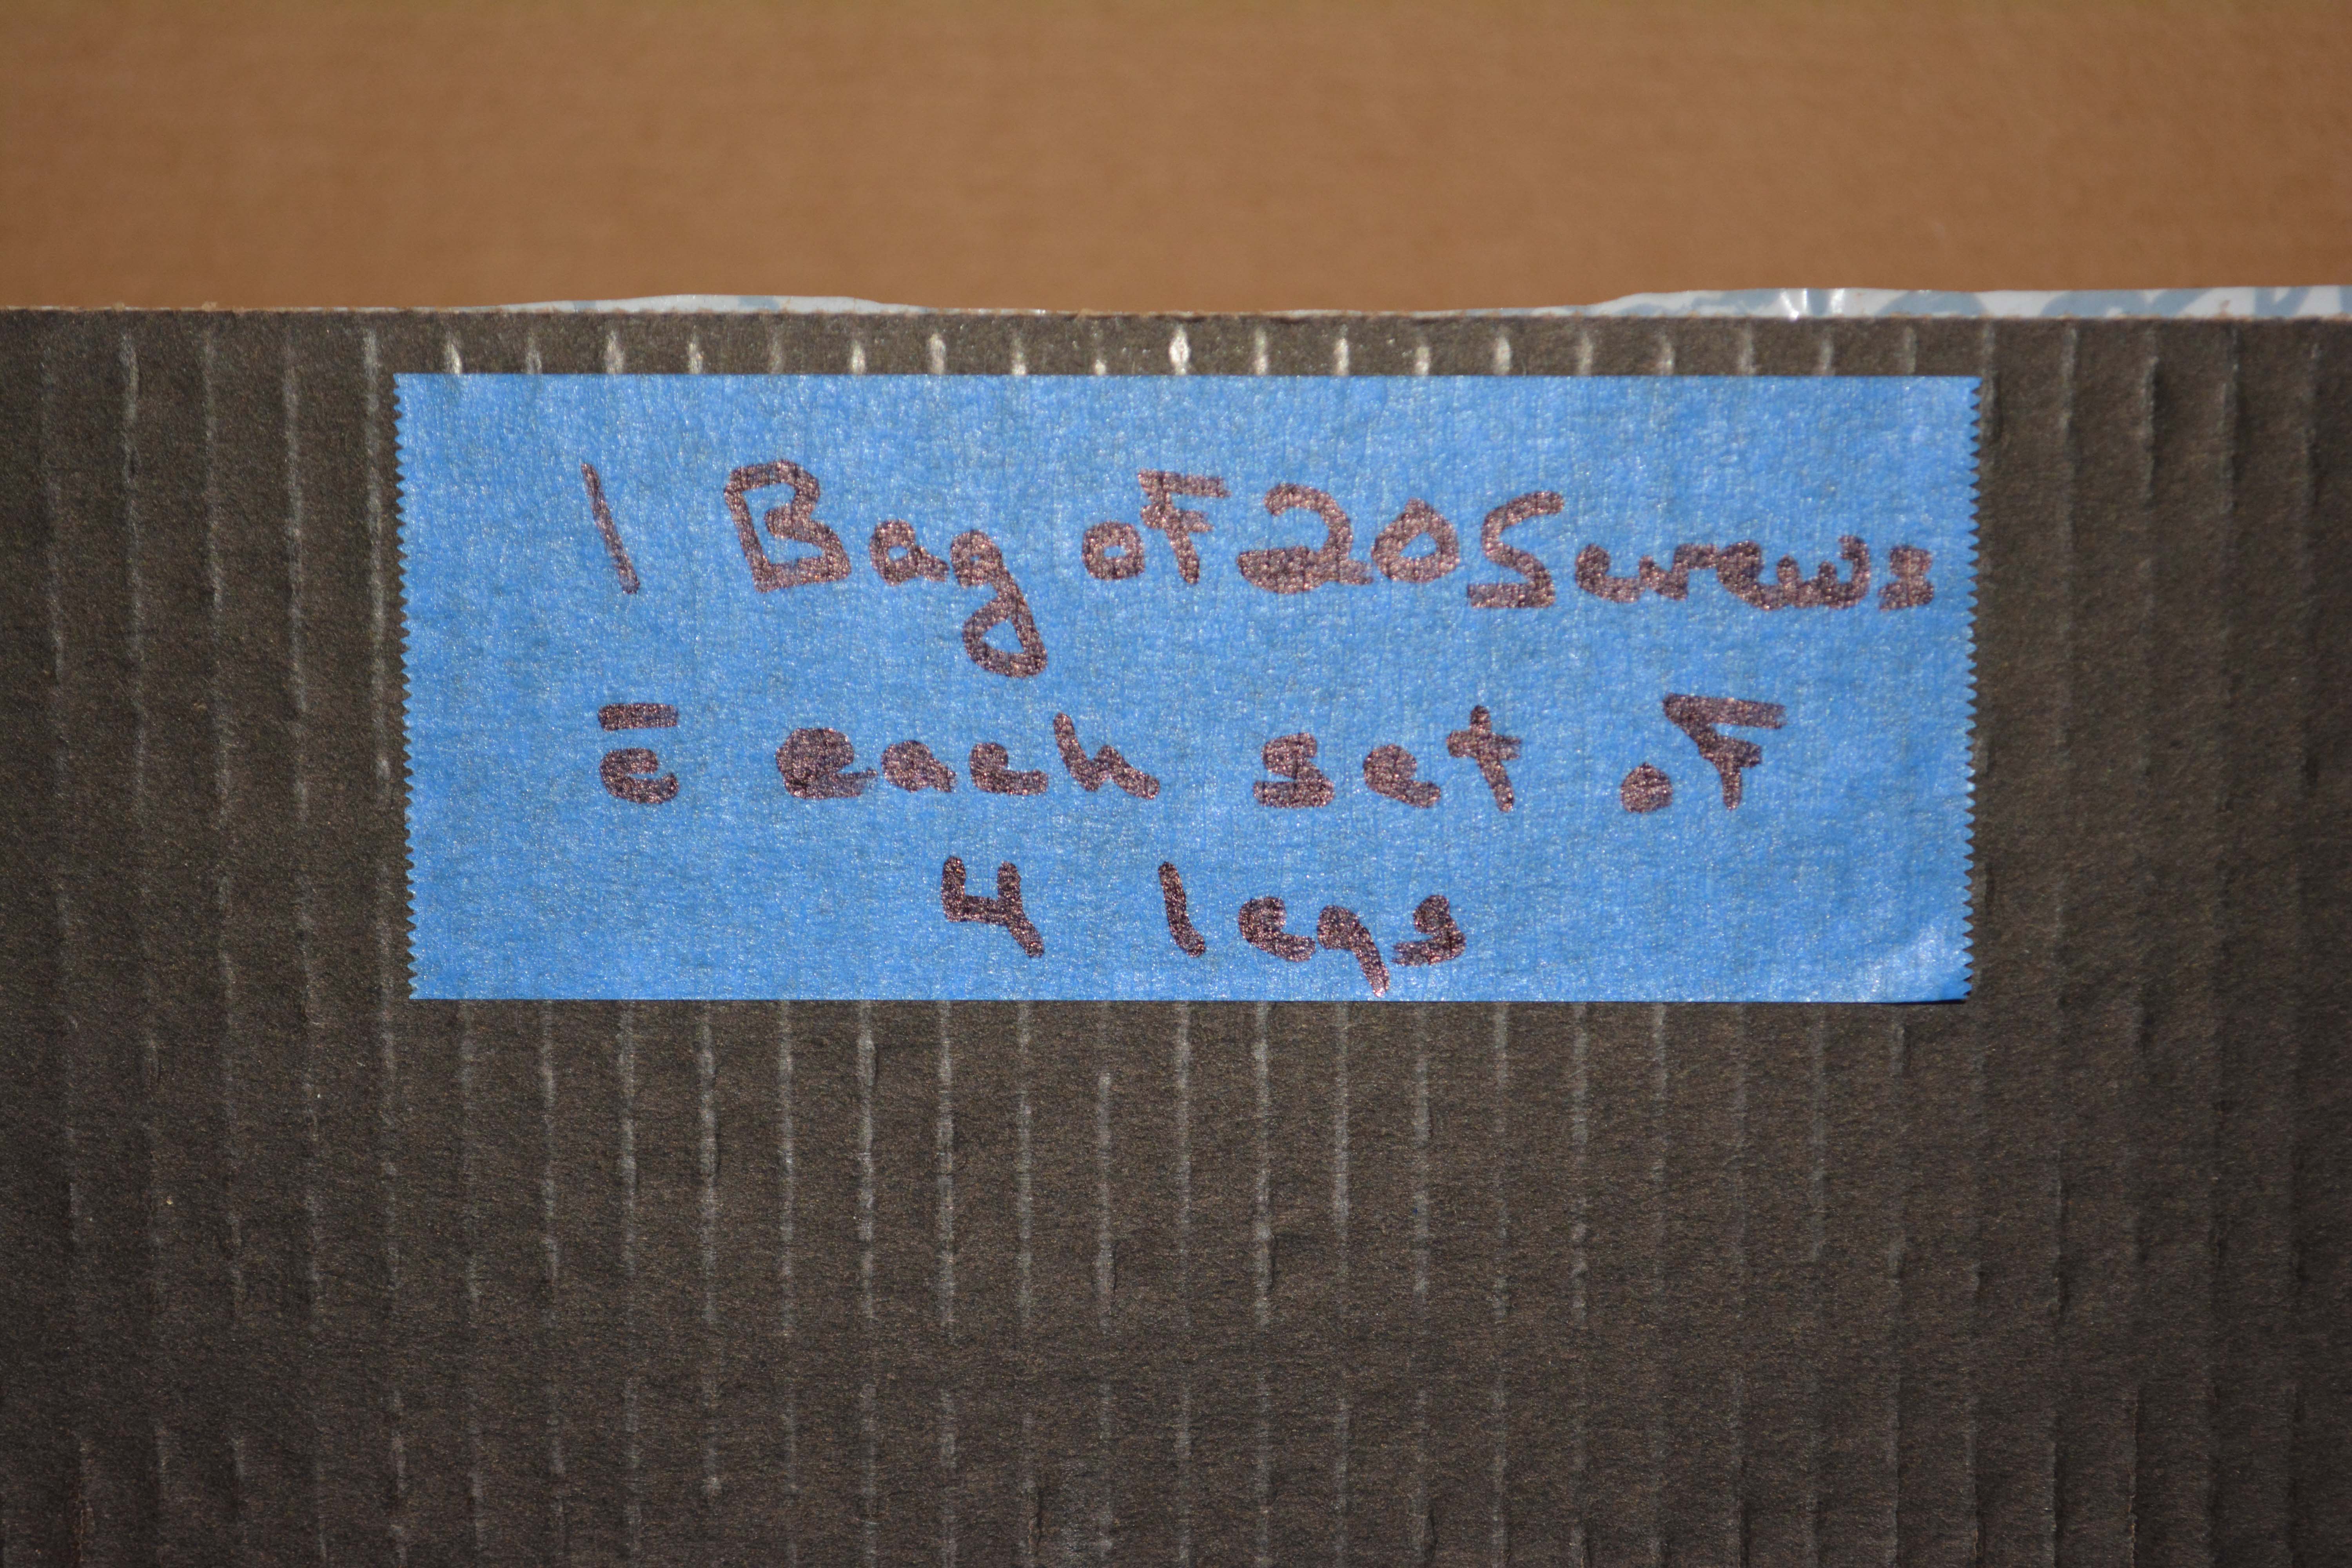 1 Bag of 20 Screws
c̄ each set of
4 legs